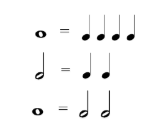 𝅝 = 𝅘𝅥 𝅘𝅥 𝅘𝅥 𝅘𝅥
𝅗𝅥 = 𝅘𝅥 𝅘𝅥
𝅝 = 𝅗𝅥 𝅗𝅥